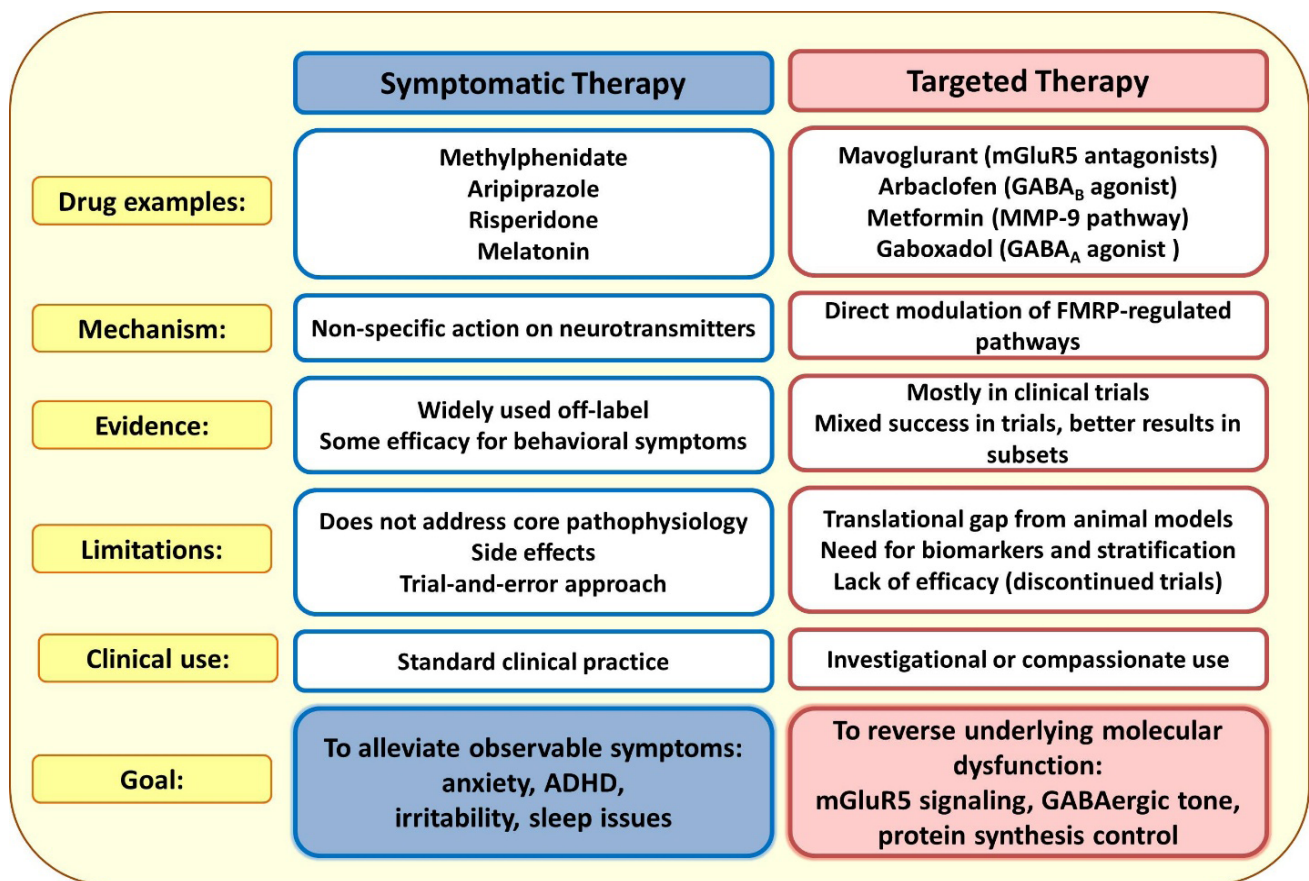 Symptomatic Therapy
Targeted Therapy
Drug examples:
Methylphenidate
Aripiprazole
Risperidone
Melatonin
Mavoglurant (mGluR5 antagonists)
Arbaclofen (GABA_B agonist)
Metformin (MMP-9 pathway)
Gaboxadol (GABA_A agonist )
Mechanism:
Non-specific action on neurotransmitters
Direct modulation of FMRP-regulated
pathways
Evidence:
Widely used off-label
Some efficacy for behavioral symptoms
Mostly in clinical trials
Mixed success in trials, better results in
subsets
Limitations:
Does not address core pathophysiology
Side effects
Trial-and-error approach
Translational gap from animal models
Need for biomarkers and stratification
Lack of efficacy (discontinued trials)
Clinical use:
Standard clinical practice
Investigational or compassionate use
Goal:
To alleviate observable symptoms:
anxiety, ADHD,
irritability, sleep issues
To reverse underlying molecular
dysfunction:
mGluR5 signaling, GABAergic tone,
protein synthesis control